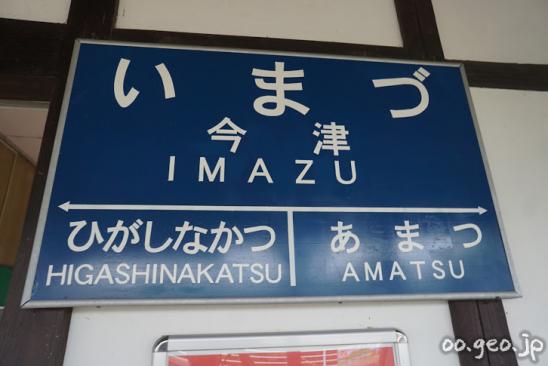 いまづ
今津
IMAZU
ひがしなかつ あまつ
HIGASHINAKATSU AMATSU
oo.geo.jp